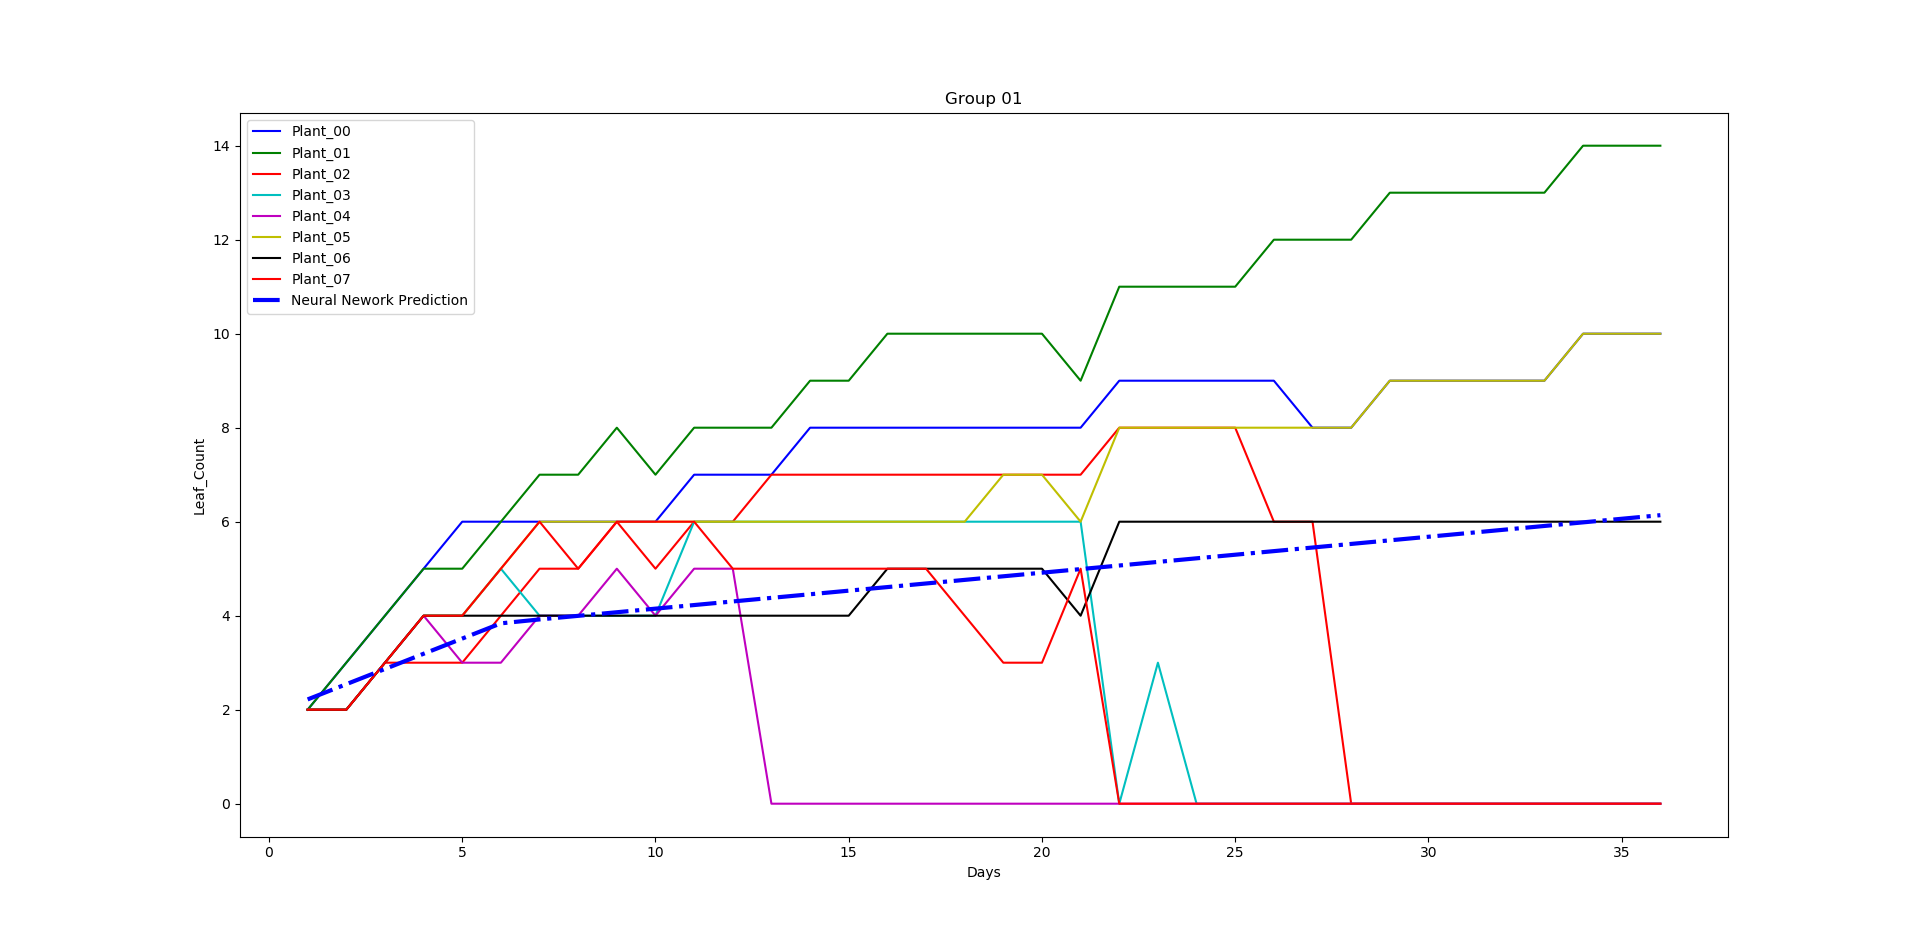 Group 01
Plant_00
Plant_01
Plant_02
Plant_03
Plant_04
Plant_05
Plant_06
Plant_07
Neural Nework Prediction
14
12
10
8
6
4
2
0
Leaf_Count
0 5 10 15 20 25 30 35
Days